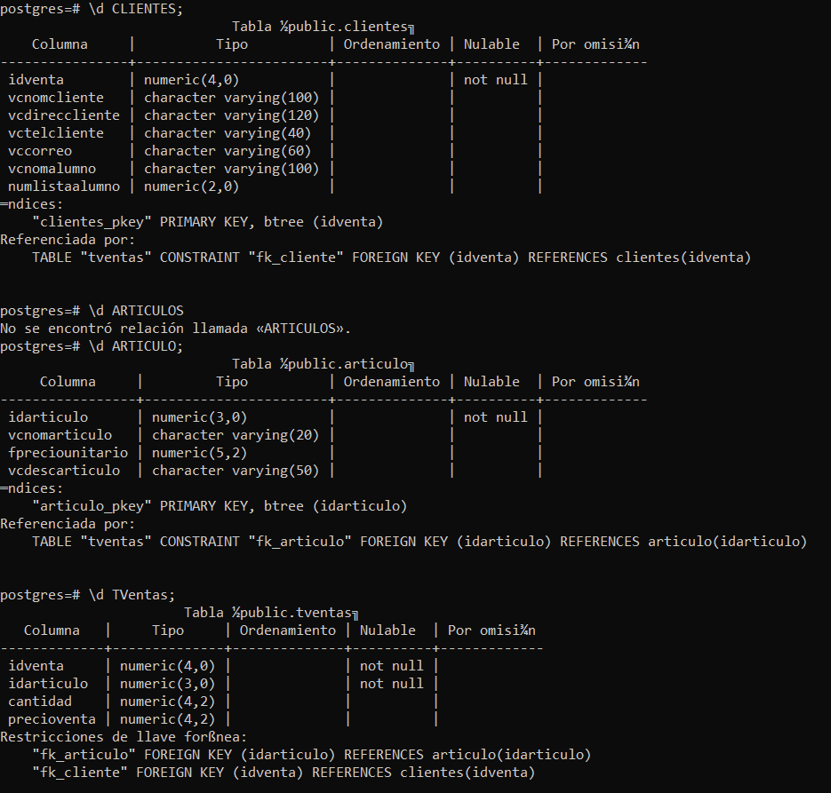 postgres=# \d CLIENTES;
                          Tabla ½public.clientes╗
    Columna     |          Tipo          | Ordenamiento | Nulable  | Por omisi¾n
----------------+------------------------+--------------+----------+-------------
 idventa        | numeric(4,0)           |              | not null |
 vcnomcliente   | character varying(100) |              |          |
 vcdireccliente | character varying(120) |              |          |
 vctelcliente   | character varying(40)  |              |          |
 vccorreo       | character varying(60)  |              |          |
 vcnomalumno    | character varying(100) |              |          |
 numlistaalumno | numeric(2,0)           |              |          |
═ndices:
    "clientes_pkey" PRIMARY KEY, btree (idventa)
Referenciada por:
    TABLE "tventas" CONSTRAINT "fk_cliente" FOREIGN KEY (idventa) REFERENCES clientes(idventa)
postgres=# \d ARTICULOS
No se encontró relación llamada «ARTICULOS».
postgres=# \d ARTICULO;
                          Tabla ½public.articulo╗
     Columna     |         Tipo          | Ordenamiento | Nulable  | Por omisi¾n
-----------------+-----------------------+--------------+----------+-------------
 idarticulo      | numeric(3,0)          |              | not null |
 vcnomarticulo   | character varying(20) |              |          |
 fpreciounitario | numeric(5,2)          |              |          |
 vcdescarticulo  | character varying(50) |              |          |
═ndices:
    "articulo_pkey" PRIMARY KEY, btree (idarticulo)
Referenciada por:
    TABLE "tventas" CONSTRAINT "fk_articulo" FOREIGN KEY (idarticulo) REFERENCES articulo(idarticulo)
postgres=# \d TVentas;
                     Tabla ½public.tventas╗
   Columna   |     Tipo     | Ordenamiento | Nulable  | Por omisi¾n
-------------+--------------+--------------+----------+-------------
 idventa     | numeric(4,0) |              | not null |
 idarticulo  | numeric(3,0) |              | not null |
 cantidad    | numeric(4,2) |              |          |
 precioventa | numeric(4,2) |              |          |
Restricciones de llave forßnea:
    "fk_articulo" FOREIGN KEY (idarticulo) REFERENCES articulo(idarticulo)
    "fk_cliente" FOREIGN KEY (idventa) REFERENCES clientes(idventa)